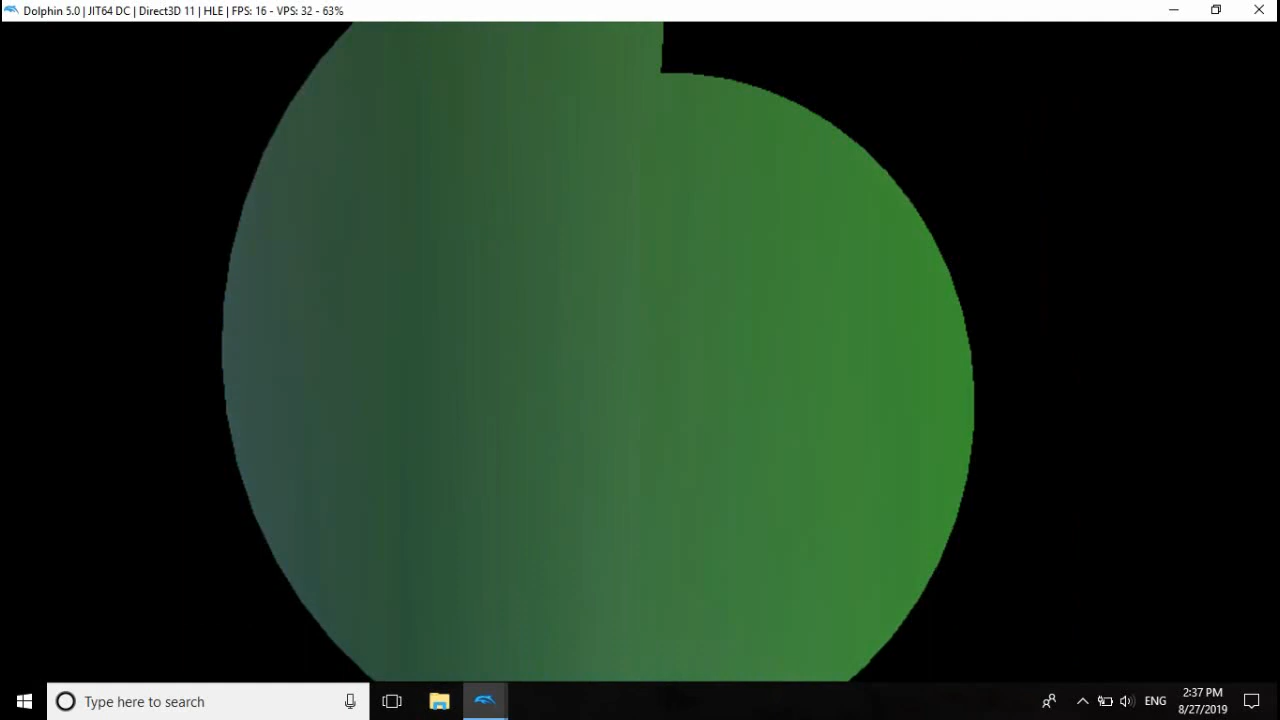 Dolphin 5.0 | JIT64 DC | Direct3D 11 | HLE | FPS: 16 - VPS: 32 - 63%
Type here to search
ENG
2:37 PM
8/27/2019